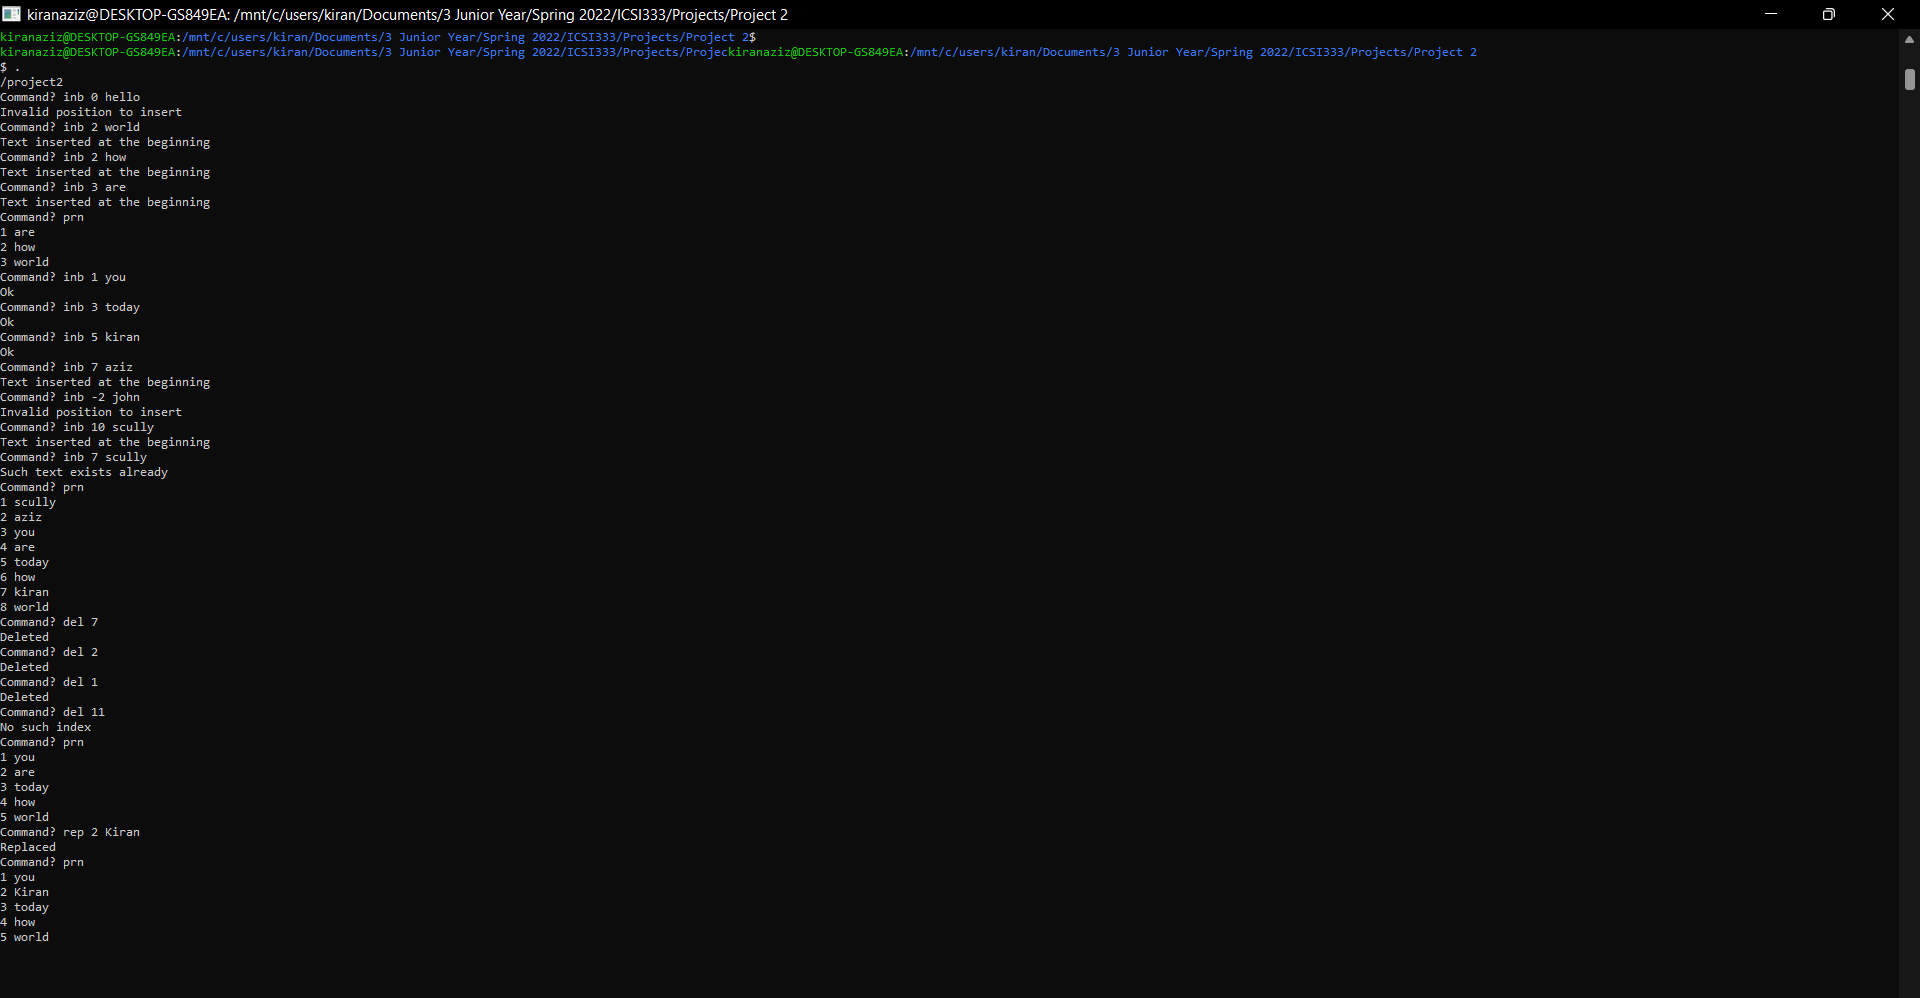 kiranaziz@DESKTOP-GS849EA: /mnt/c/users/kiran/Documents/3 Junior Year/Spring 2022/ICSI333/Projects/Project 2
kiranaziz@DESKTOP-GS849EA:/mnt/c/users/kiran/Documents/3 Junior Year/Spring 2022/ICSI333/Projects/Project 2$
kiranaziz@DESKTOP-GS849EA:/mnt/c/users/kiran/Documents/3 Junior Year/Spring 2022/ICSI333/Projects/Projeckiranaziz@DESKTOP-GS849EA:/mnt/c/users/kiran/Documents/3 Junior Year/Spring 2022/ICSI333/Projects/Project 2
$ .
/project2
Command? inb 0 hello
Invalid position to insert
Command? inb 2 world
Text inserted at the beginning
Command? inb 2 how
Text inserted at the beginning
Command? inb 3 are
Text inserted at the beginning
Command? prn
1 are
2 how
3 world
Command? inb 1 you
Ok
Command? inb 3 today
Ok
Command? inb 5 kiran
Ok
Command? inb 7 aziz
Text inserted at the beginning
Command? inb -2 john
Invalid position to insert
Command? inb 10 scully
Text inserted at the beginning
Command? inb 7 scully
Such text exists already
Command? prn
1 scully
2 aziz
3 you
4 are
5 today
6 how
7 kiran
8 world
Command? del 7
Deleted
Command? del 2
Deleted
Command? del 1
Deleted
Command? del 11
No such index
Command? prn
1 you
2 are
3 today
4 how
5 world
Command? rep 2 Kiran
Replaced
Command? prn
1 you
2 Kiran
3 today
4 how
5 world